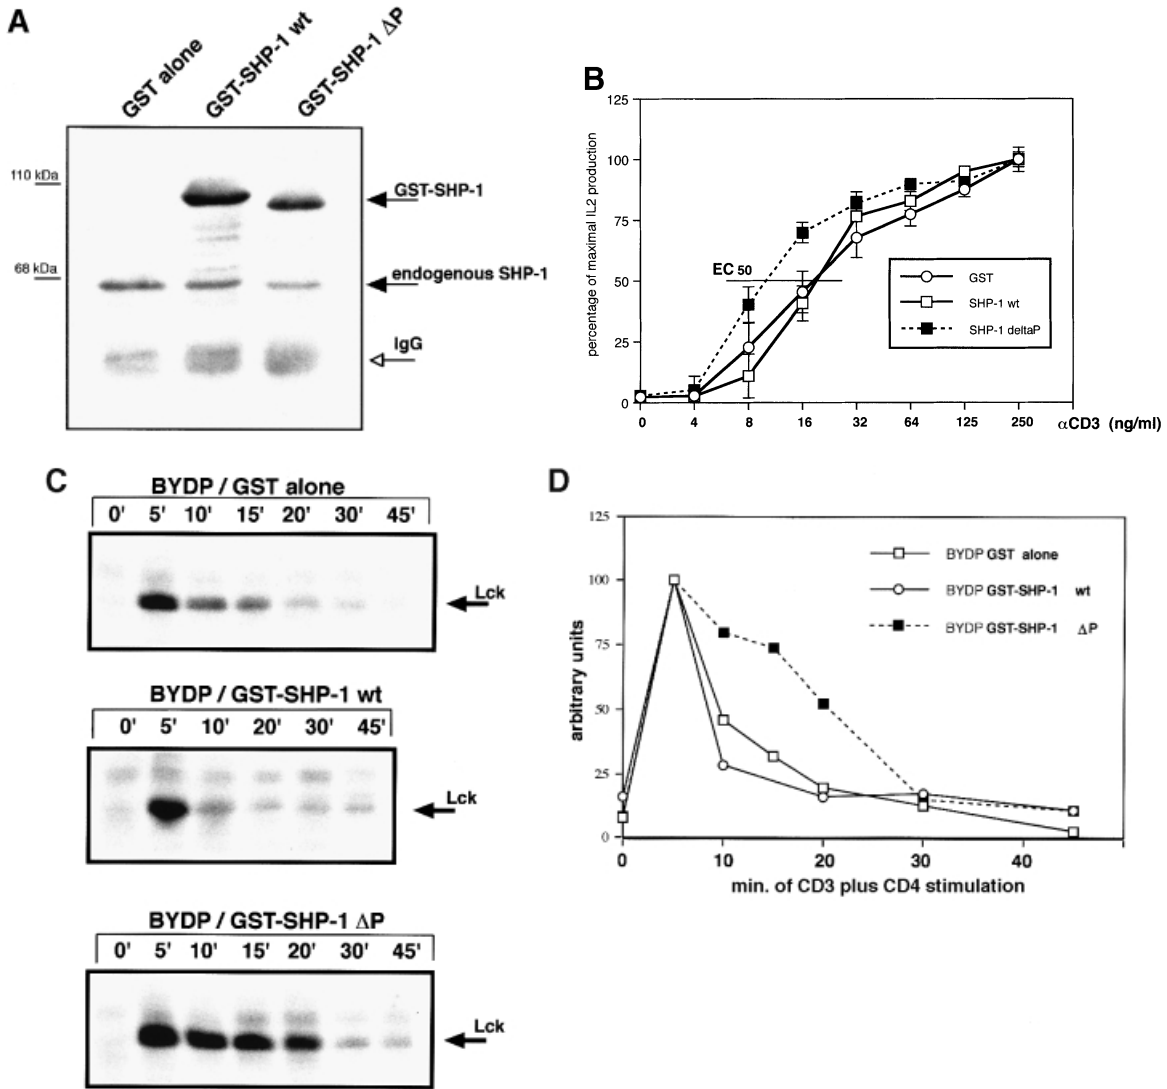 A
GST alone
GST-SHP-1 wt
GST-SHP-1 ΔP
110 kDa
GST-SHP-1
68 kDa
endogenous SHP-1
IgG
B
percentage of maximal IL2 production
125
100
75
50
25
0
EC 50
GST
SHP-1 wt
SHP-1 deltaP
0 4 8 16 32 64 125 250 αCD3 (ng/ml)
C
BYDP / GST alone
0' 5' 10' 15' 20' 30' 45'
Lck
BYDP / GST-SHP-1 wt
0' 5' 10' 20' 30' 45'
Lck
BYDP / GST-SHP-1 ΔP
0' 5' 10' 15' 20' 30' 45'
Lck
D
arbitrary units
125
100
75
50
25
0
BYDP GST alone
BYDP GST-SHP-1 wt
BYDP GST-SHP-1 ΔP
0 10 20 30 40
min. of CD3 plus CD4 stimulation